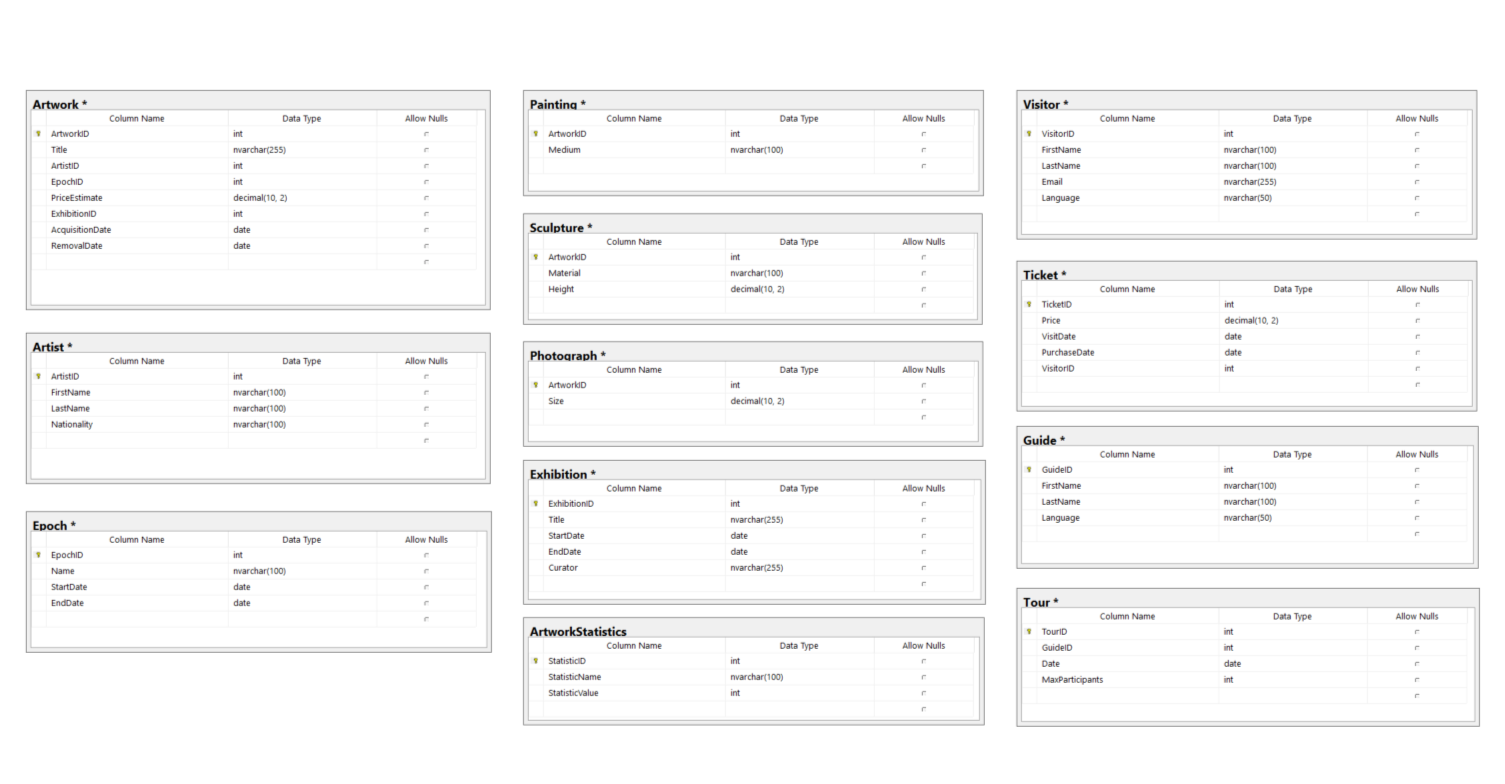 Artwork *
Column Name Data Type Allow Nulls
ArtworkID int
Title nvarchar(255)
ArtistID int
EpochID int
PriceEstimate decimal(10, 2)
ExhibitionID int
AcquisitionDate date
RemovalDate date
Artist *
Column Name Data Type Allow Nulls
ArtistID int
FirstName nvarchar(100)
LastName nvarchar(100)
Nationality nvarchar(100)
Epoch *
Column Name Data Type Allow Nulls
EpochID int
Name nvarchar(100)
StartDate date
EndDate date
Painting *
Column Name Data Type Allow Nulls
ArtworkID int
Medium nvarchar(100)
Sculpture *
Column Name Data Type Allow Nulls
ArtworkID int
Material nvarchar(100)
Height decimal(10, 2)
Photograph *
Column Name Data Type Allow Nulls
ArtworkID int
Size decimal(10, 2)
Exhibition *
Column Name Data Type Allow Nulls
ExhibitionID int
Title nvarchar(255)
StartDate date
EndDate date
Curator nvarchar(255)
ArtworkStatistics
Column Name Data Type Allow Nulls
StatisticID int
StatisticName nvarchar(100)
StatisticValue int
Visitor *
Column Name Data Type Allow Nulls
VisitorID int
FirstName nvarchar(100)
LastName nvarchar(100)
Email nvarchar(255)
Language nvarchar(50)
Ticket *
Column Name Data Type Allow Nulls
TicketID int
Price decimal(10, 2)
VisitDate date
PurchaseDate date
VisitorID int
Guide *
Column Name Data Type Allow Nulls
GuideID int
FirstName nvarchar(100)
LastName nvarchar(100)
Language nvarchar(50)
Tour *
Column Name Data Type Allow Nulls
TourID int
GuideID int
Date date
MaxParticipants int